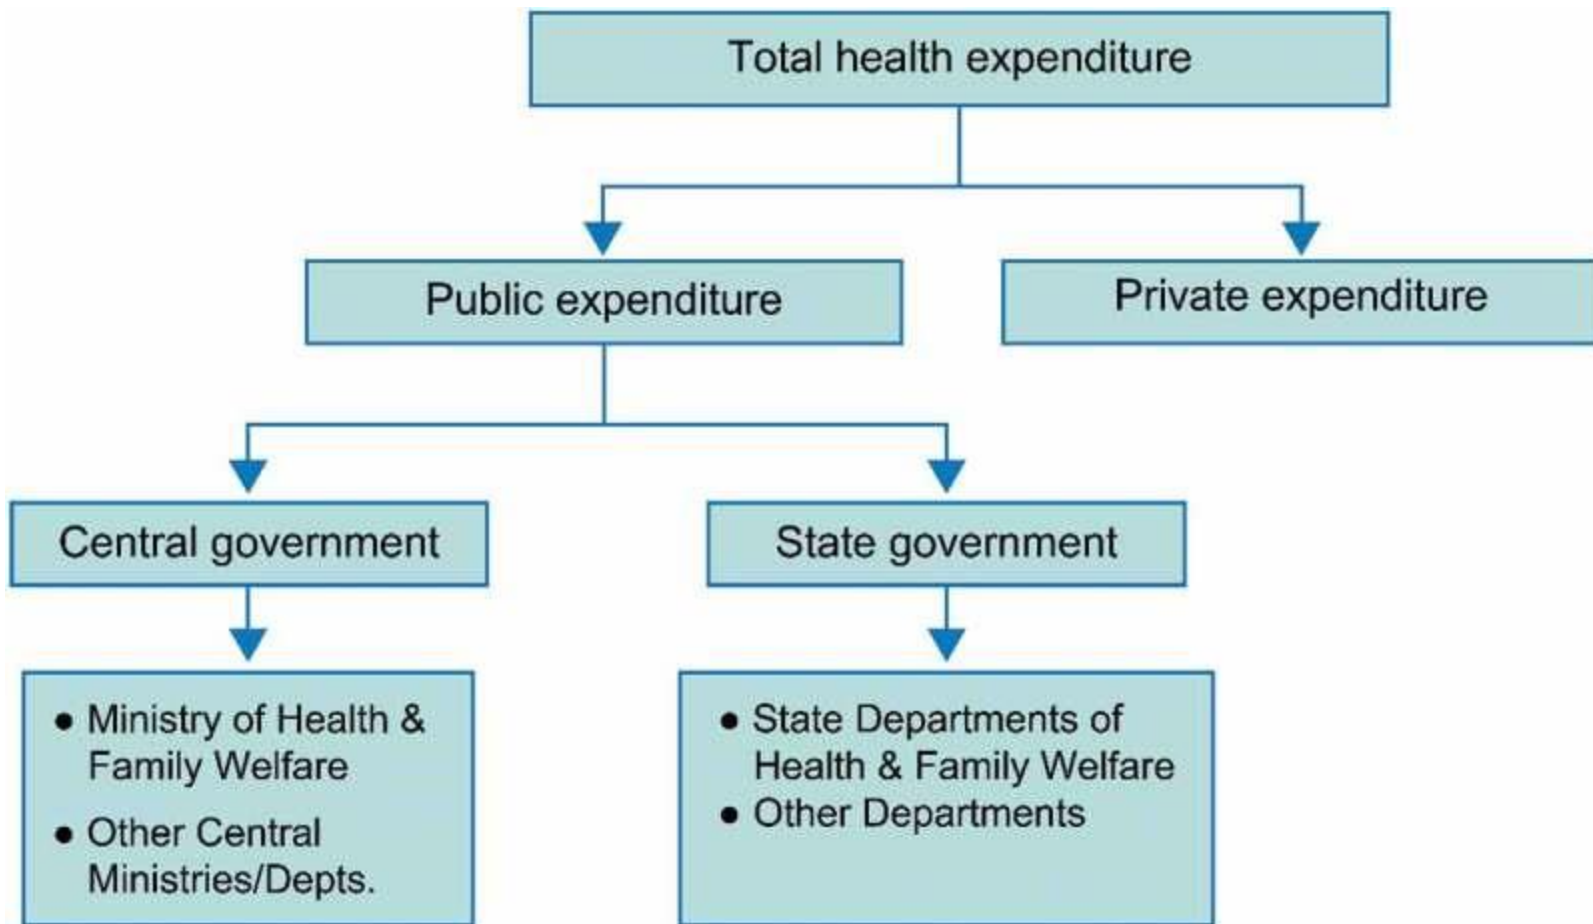 Total health expenditure
Public expenditure
Private expenditure
Central government
State government
● Ministry of Health &
Family Welfare
● Other Central
Ministries/Depts.
● State Departments of
Health & Family Welfare
● Other Departments